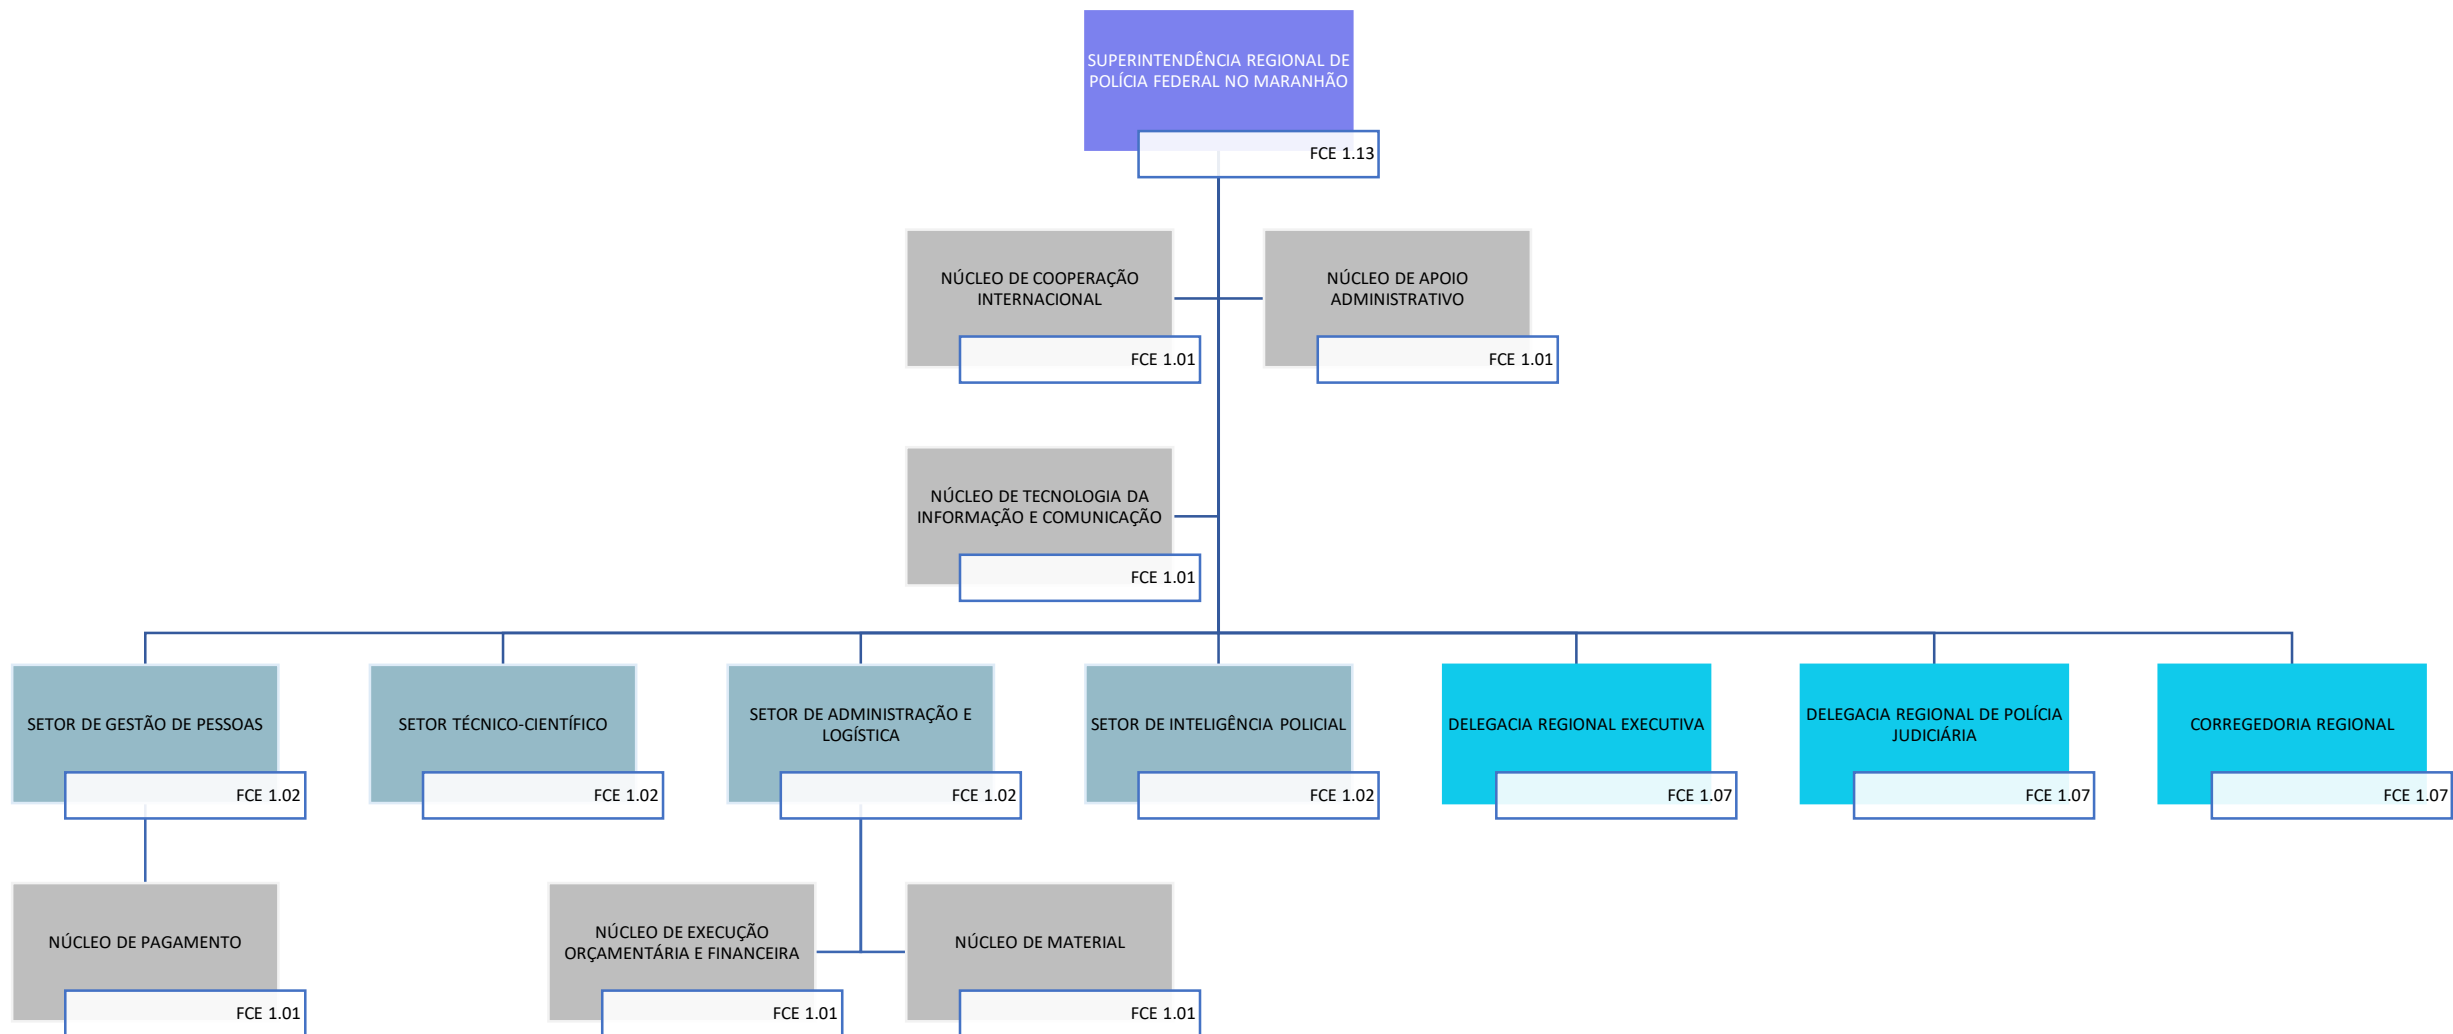 SUPERINTENDÊNCIA REGIONAL DE
POLÍCIA FEDERAL NO MARANHÃO
FCE 1.13
NÚCLEO DE COOPERAÇÃO
INTERNACIONAL
FCE 1.01
NÚCLEO DE APOIO
ADMINISTRATIVO
FCE 1.01
NÚCLEO DE TECNOLOGIA DA
INFORMAÇÃO E COMUNICAÇÃO
FCE 1.01
SETOR DE GESTÃO DE PESSOAS
FCE 1.02
SETOR TÉCNICO-CIENTÍFICO
FCE 1.02
SETOR DE ADMINISTRAÇÃO E
LOGÍSTICA
FCE 1.02
SETOR DE INTELIGÊNCIA POLICIAL
FCE 1.02
DELEGACIA REGIONAL EXECUTIVA
FCE 1.07
DELEGACIA REGIONAL DE POLÍCIA
JUDICIÁRIA
FCE 1.07
CORREGEDORIA REGIONAL
FCE 1.07
NÚCLEO DE PAGAMENTO
FCE 1.01
NÚCLEO DE EXECUÇÃO
ORÇAMENTÁRIA E FINANCEIRA
FCE 1.01
NÚCLEO DE MATERIAL
FCE 1.01